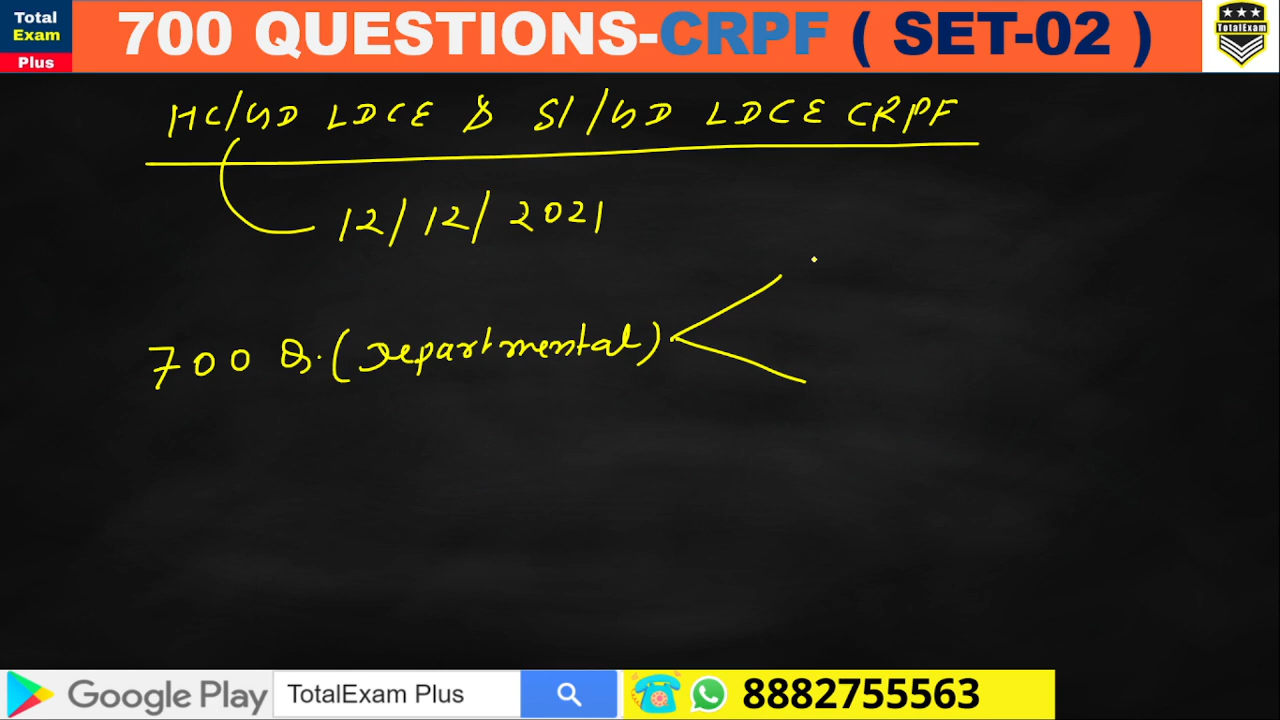 Total
Exam
Plus
700 QUESTIONS-CRPF ( SET-02 )
TotalExam
HC/GD LDCE & SI/GD LDCE CRPF
12/12/2021
700 Q. (Departmental)
Google Play
TotalExam Plus
8882755563